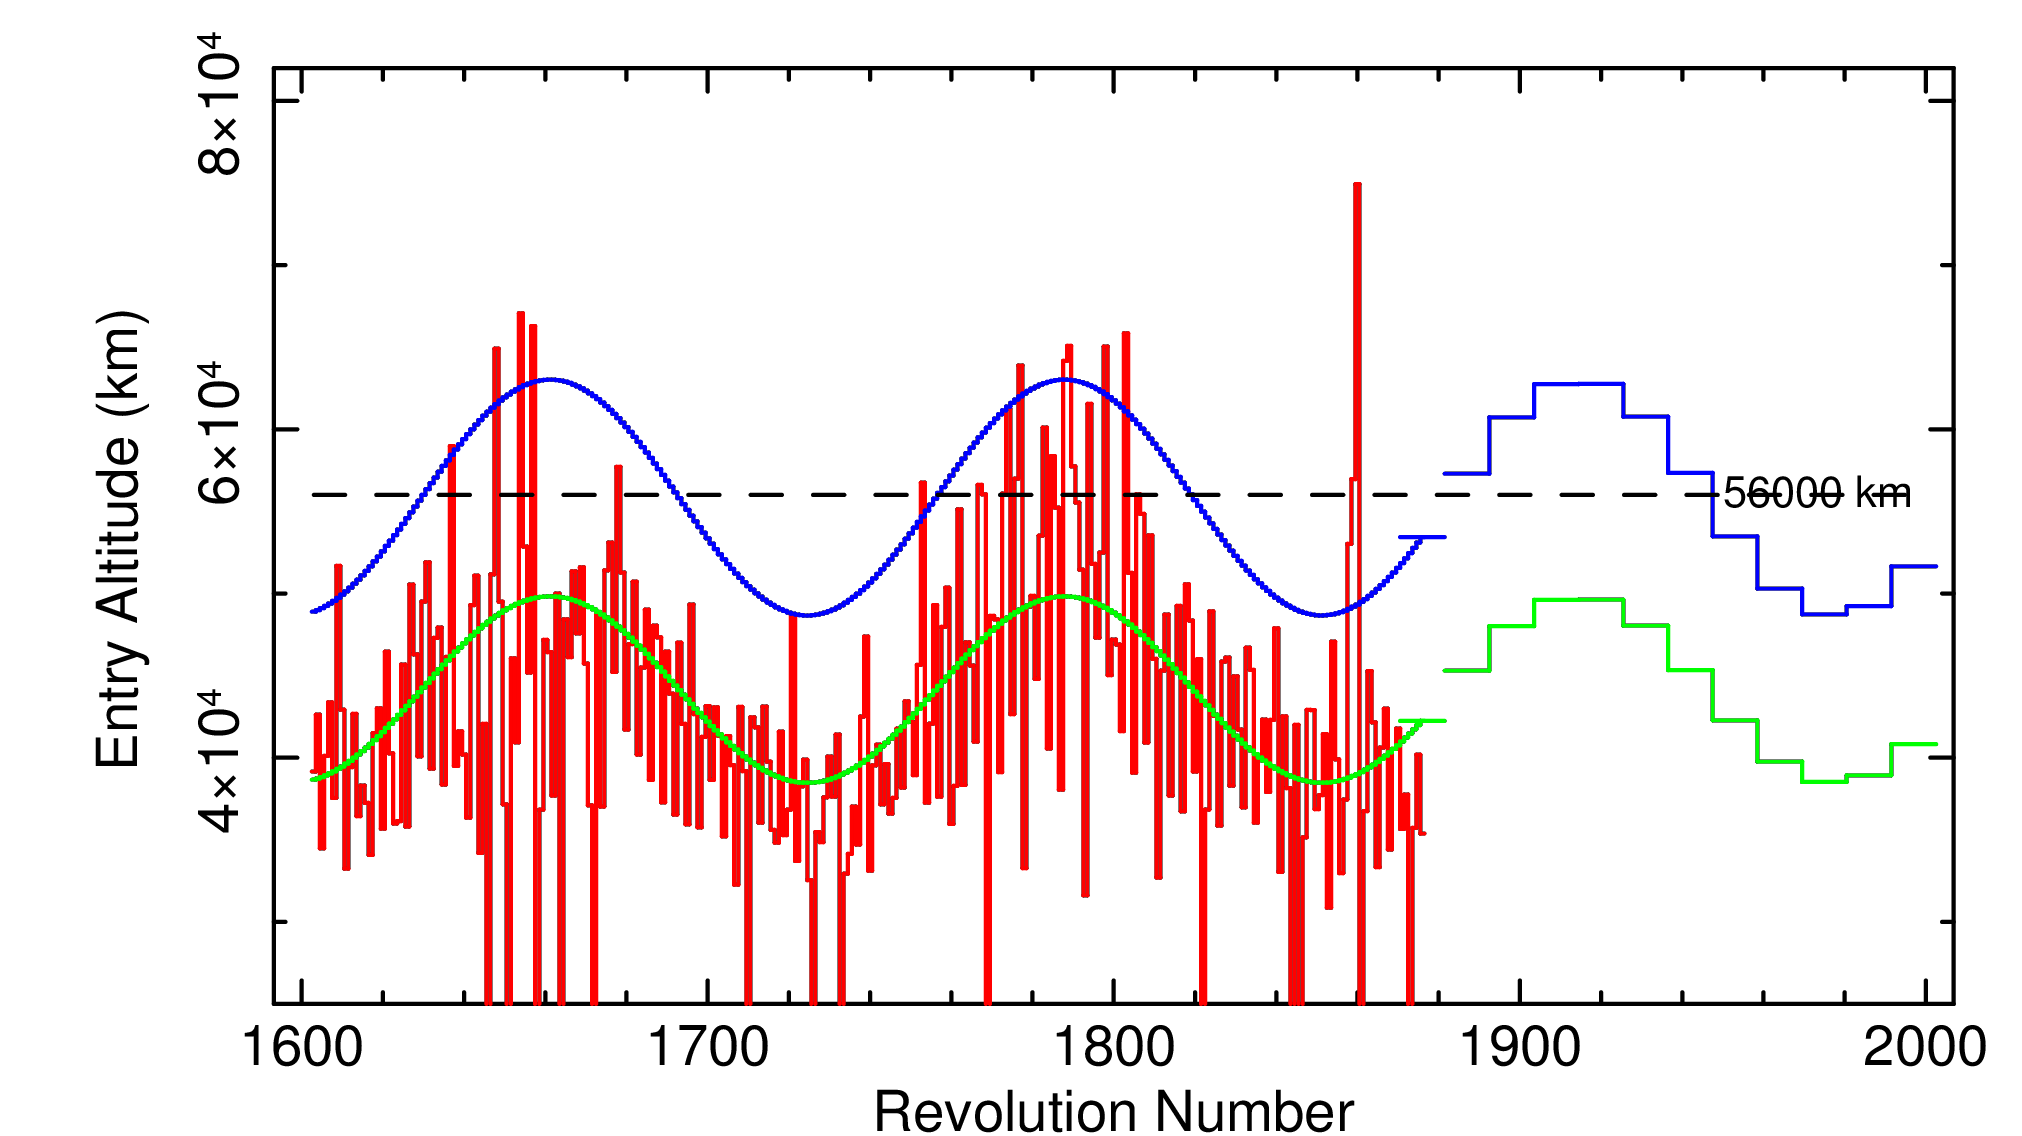 8×10⁴
6×10⁴
4×10⁴
Entry Altitude (km)
56000 km
1600 1700 1800 1900 2000
Revolution Number